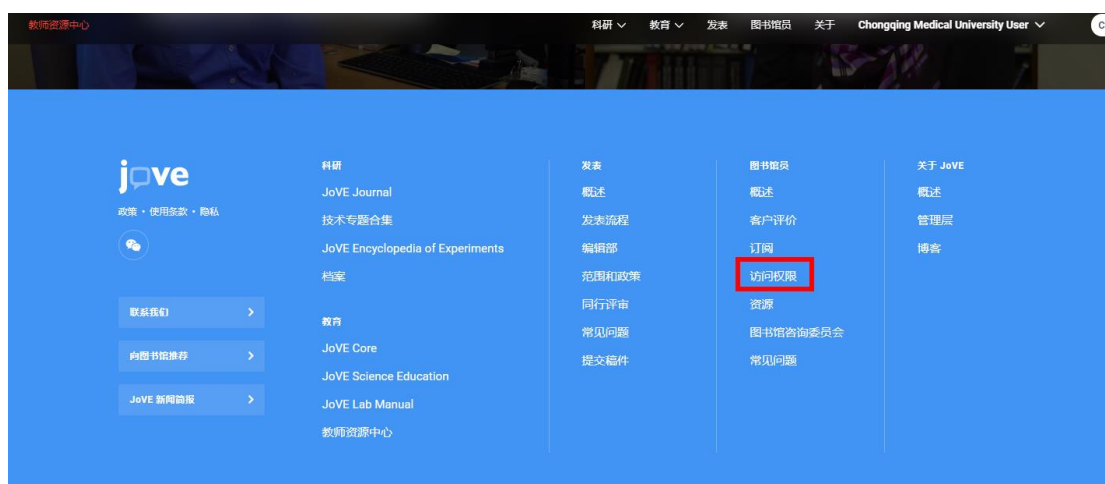 教师资源中心
科研
教育
发表
图书馆员
关于
Chongqing Medical University User
C
jove
政策 • 使用条款 • 隐私
联系我们
向图书馆推荐
JoVE 新闻简报
科研
JoVE Journal
技术专题合集
JoVE Encyclopedia of Experiments
档案
教育
JoVE Core
JoVE Science Education
JoVE Lab Manual
教师资源中心
发表
概述
发表流程
编辑部
范围和政策
同行评审
常见问题
提交稿件
图书馆员
概述
客户评价
订阅
访问权限
资源
图书馆咨询委员会
常见问题
关于 JoVE
概述
管理层
博客